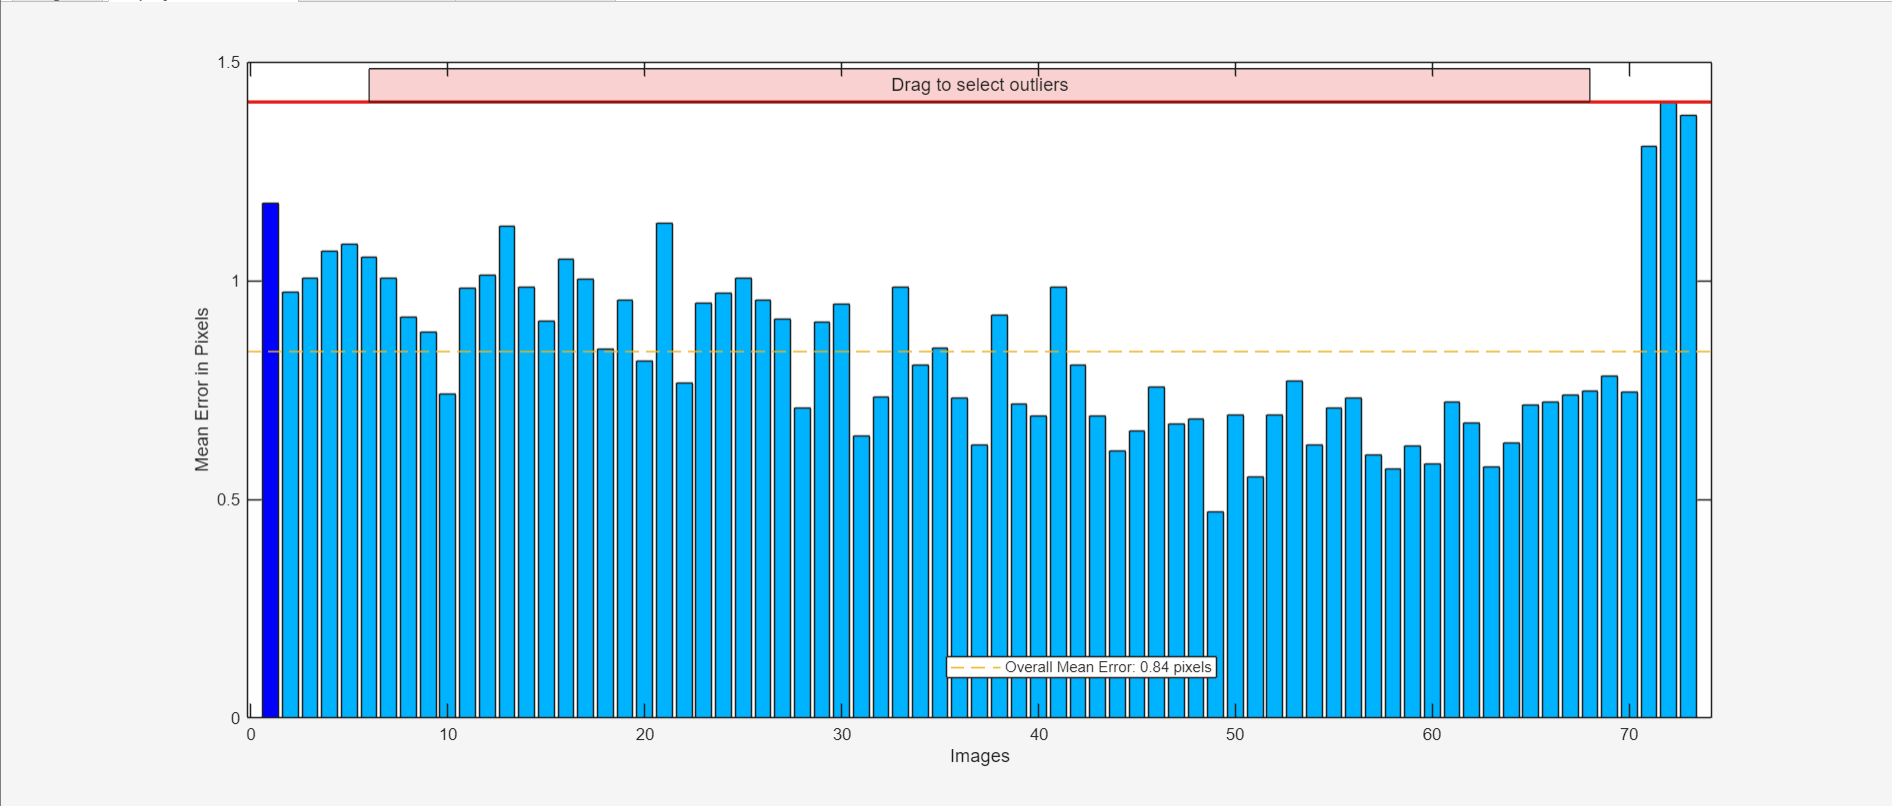 1.5
Drag to select outliers
1
Mean Error in Pixels
0.5
Overall Mean Error: 0.84 pixels
0
0 10 20 30 40 50 60 70
Images